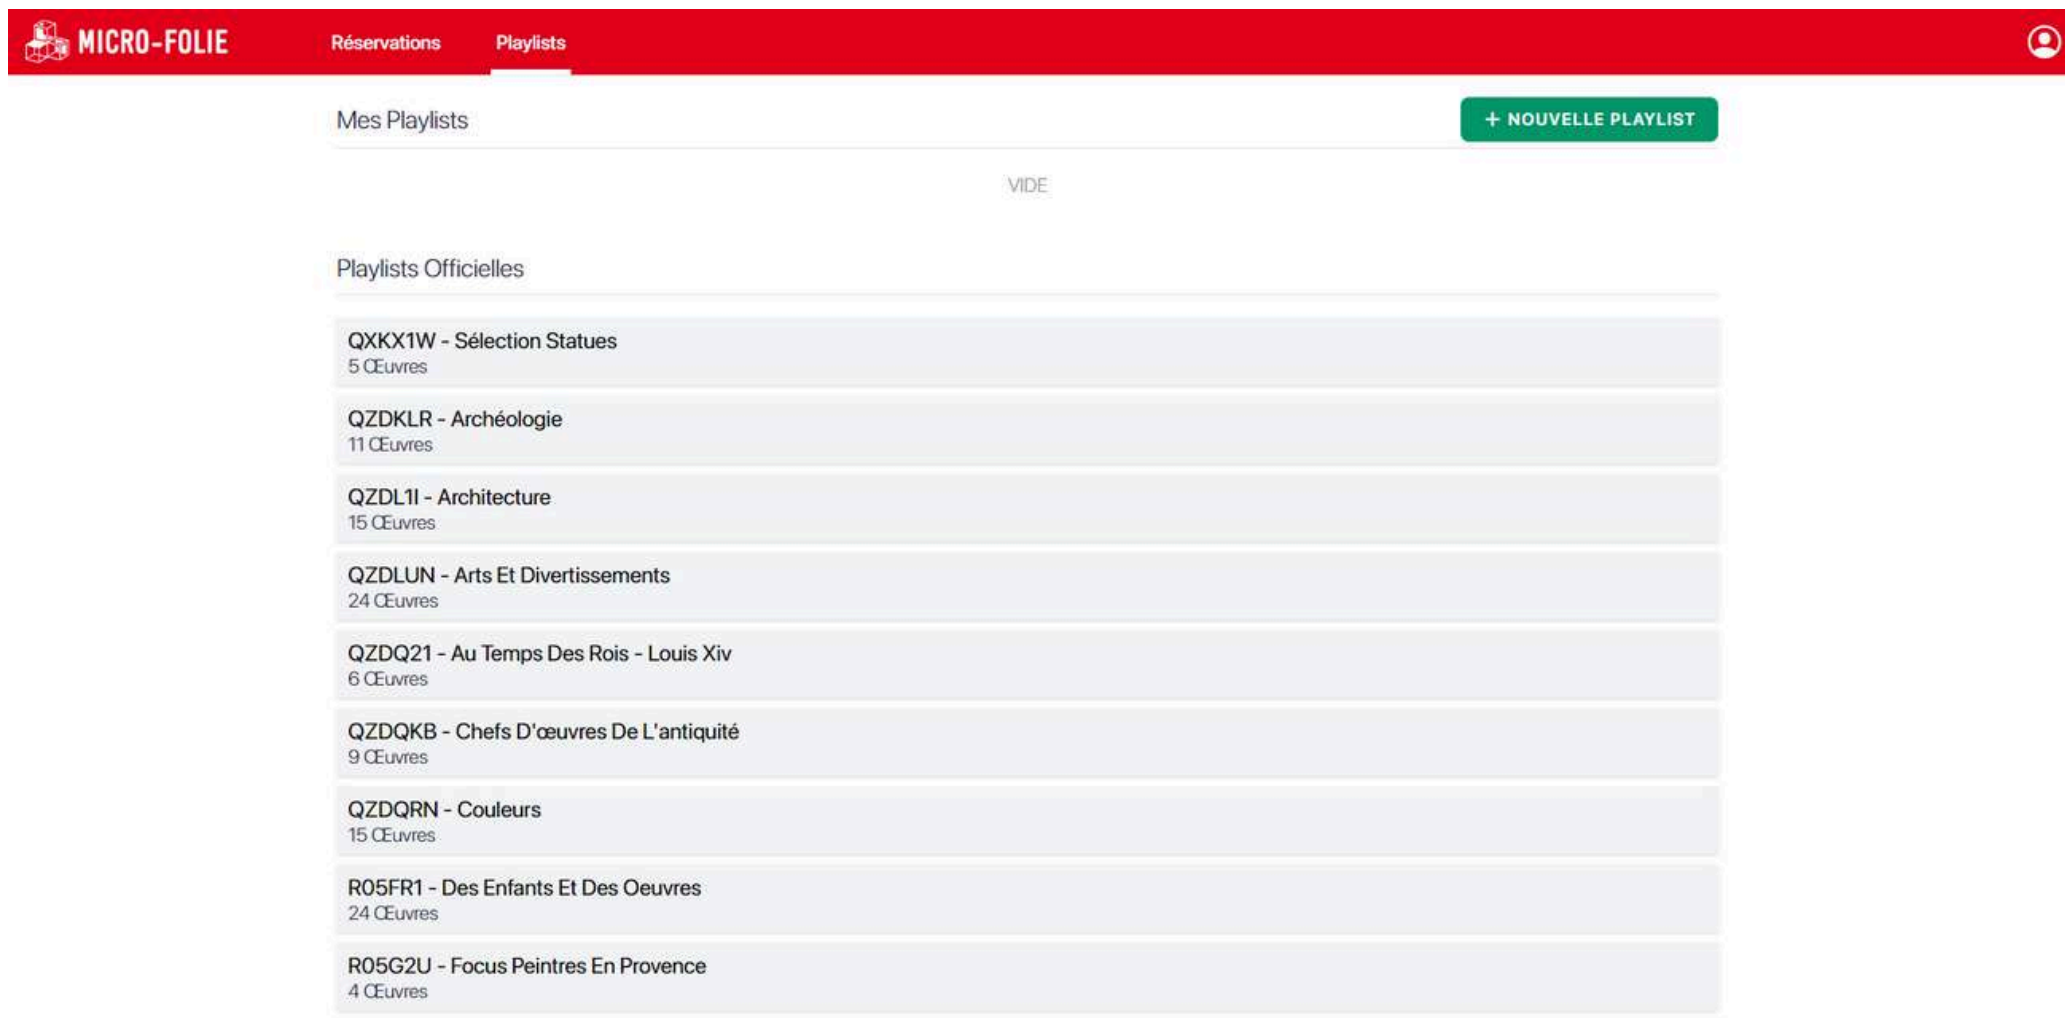 MICRO-FOLIE
Réservations
Playlists
Mes Playlists
+ NOUVELLE PLAYLIST
VIDE
Playlists Officielles
QXKX1W - Sélection Statues
5 Œuvres
QZDKLR - Archéologie
11 Œuvres
QZDL1I - Architecture
15 Œuvres
QZDLUN - Arts Et Divertissements
24 Œuvres
QZDQ21 - Au Temps Des Rois - Louis Xiv
6 Œuvres
QZDQKB - Chefs D'œuvres De L'antiquité
9 Œuvres
QZDQRN - Couleurs
15 Œuvres
R05FR1 - Des Enfants Et Des Oeuvres
24 Œuvres
R05G2U - Focus Peintres En Provence
4 Œuvres